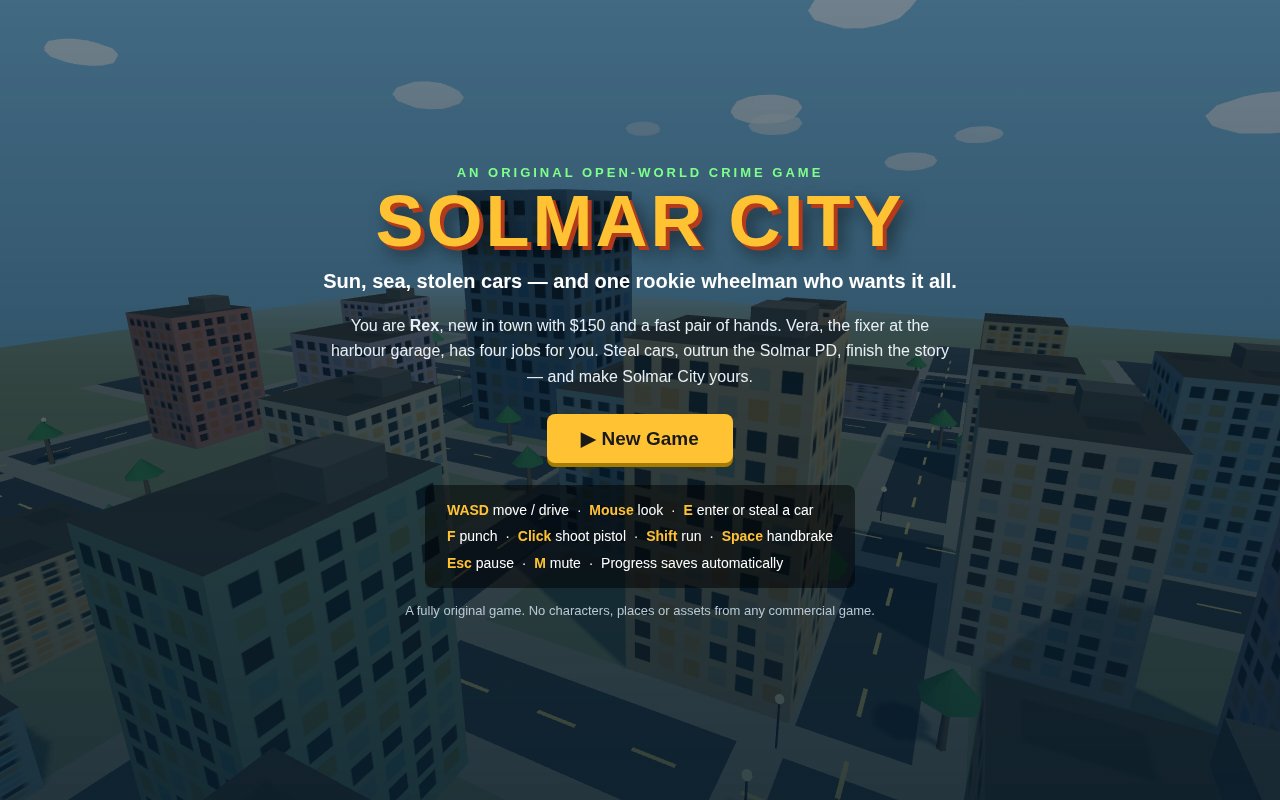 AN ORIGINAL OPEN-WORLD CRIME GAME
SOLMAR CITY
Sun, sea, stolen cars — and one rookie wheelman who wants it all.
You are Rex, new in town with $150 and a fast pair of hands. Vera, the fixer at the
harbour garage, has four jobs for you. Steal cars, outrun the Solmar PD, finish the story
— and make Solmar City yours.
▶ New Game
WASD move / drive · Mouse look · E enter or steal a car
F punch · Click shoot pistol · Shift run · Space handbrake
Esc pause · M mute · Progress saves automatically
A fully original game. No characters, places or assets from any commercial game.